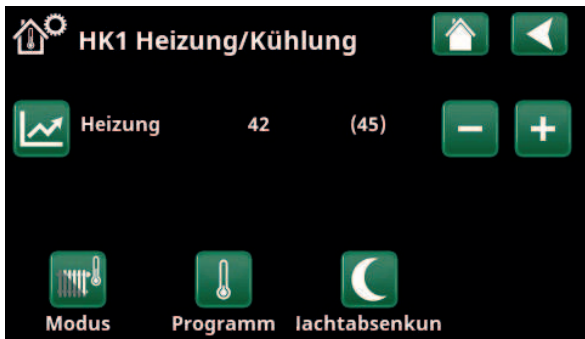 HK1 Heizung/Kühlung
Heizung 42 (45)
Modus Programm lachtabsenkun